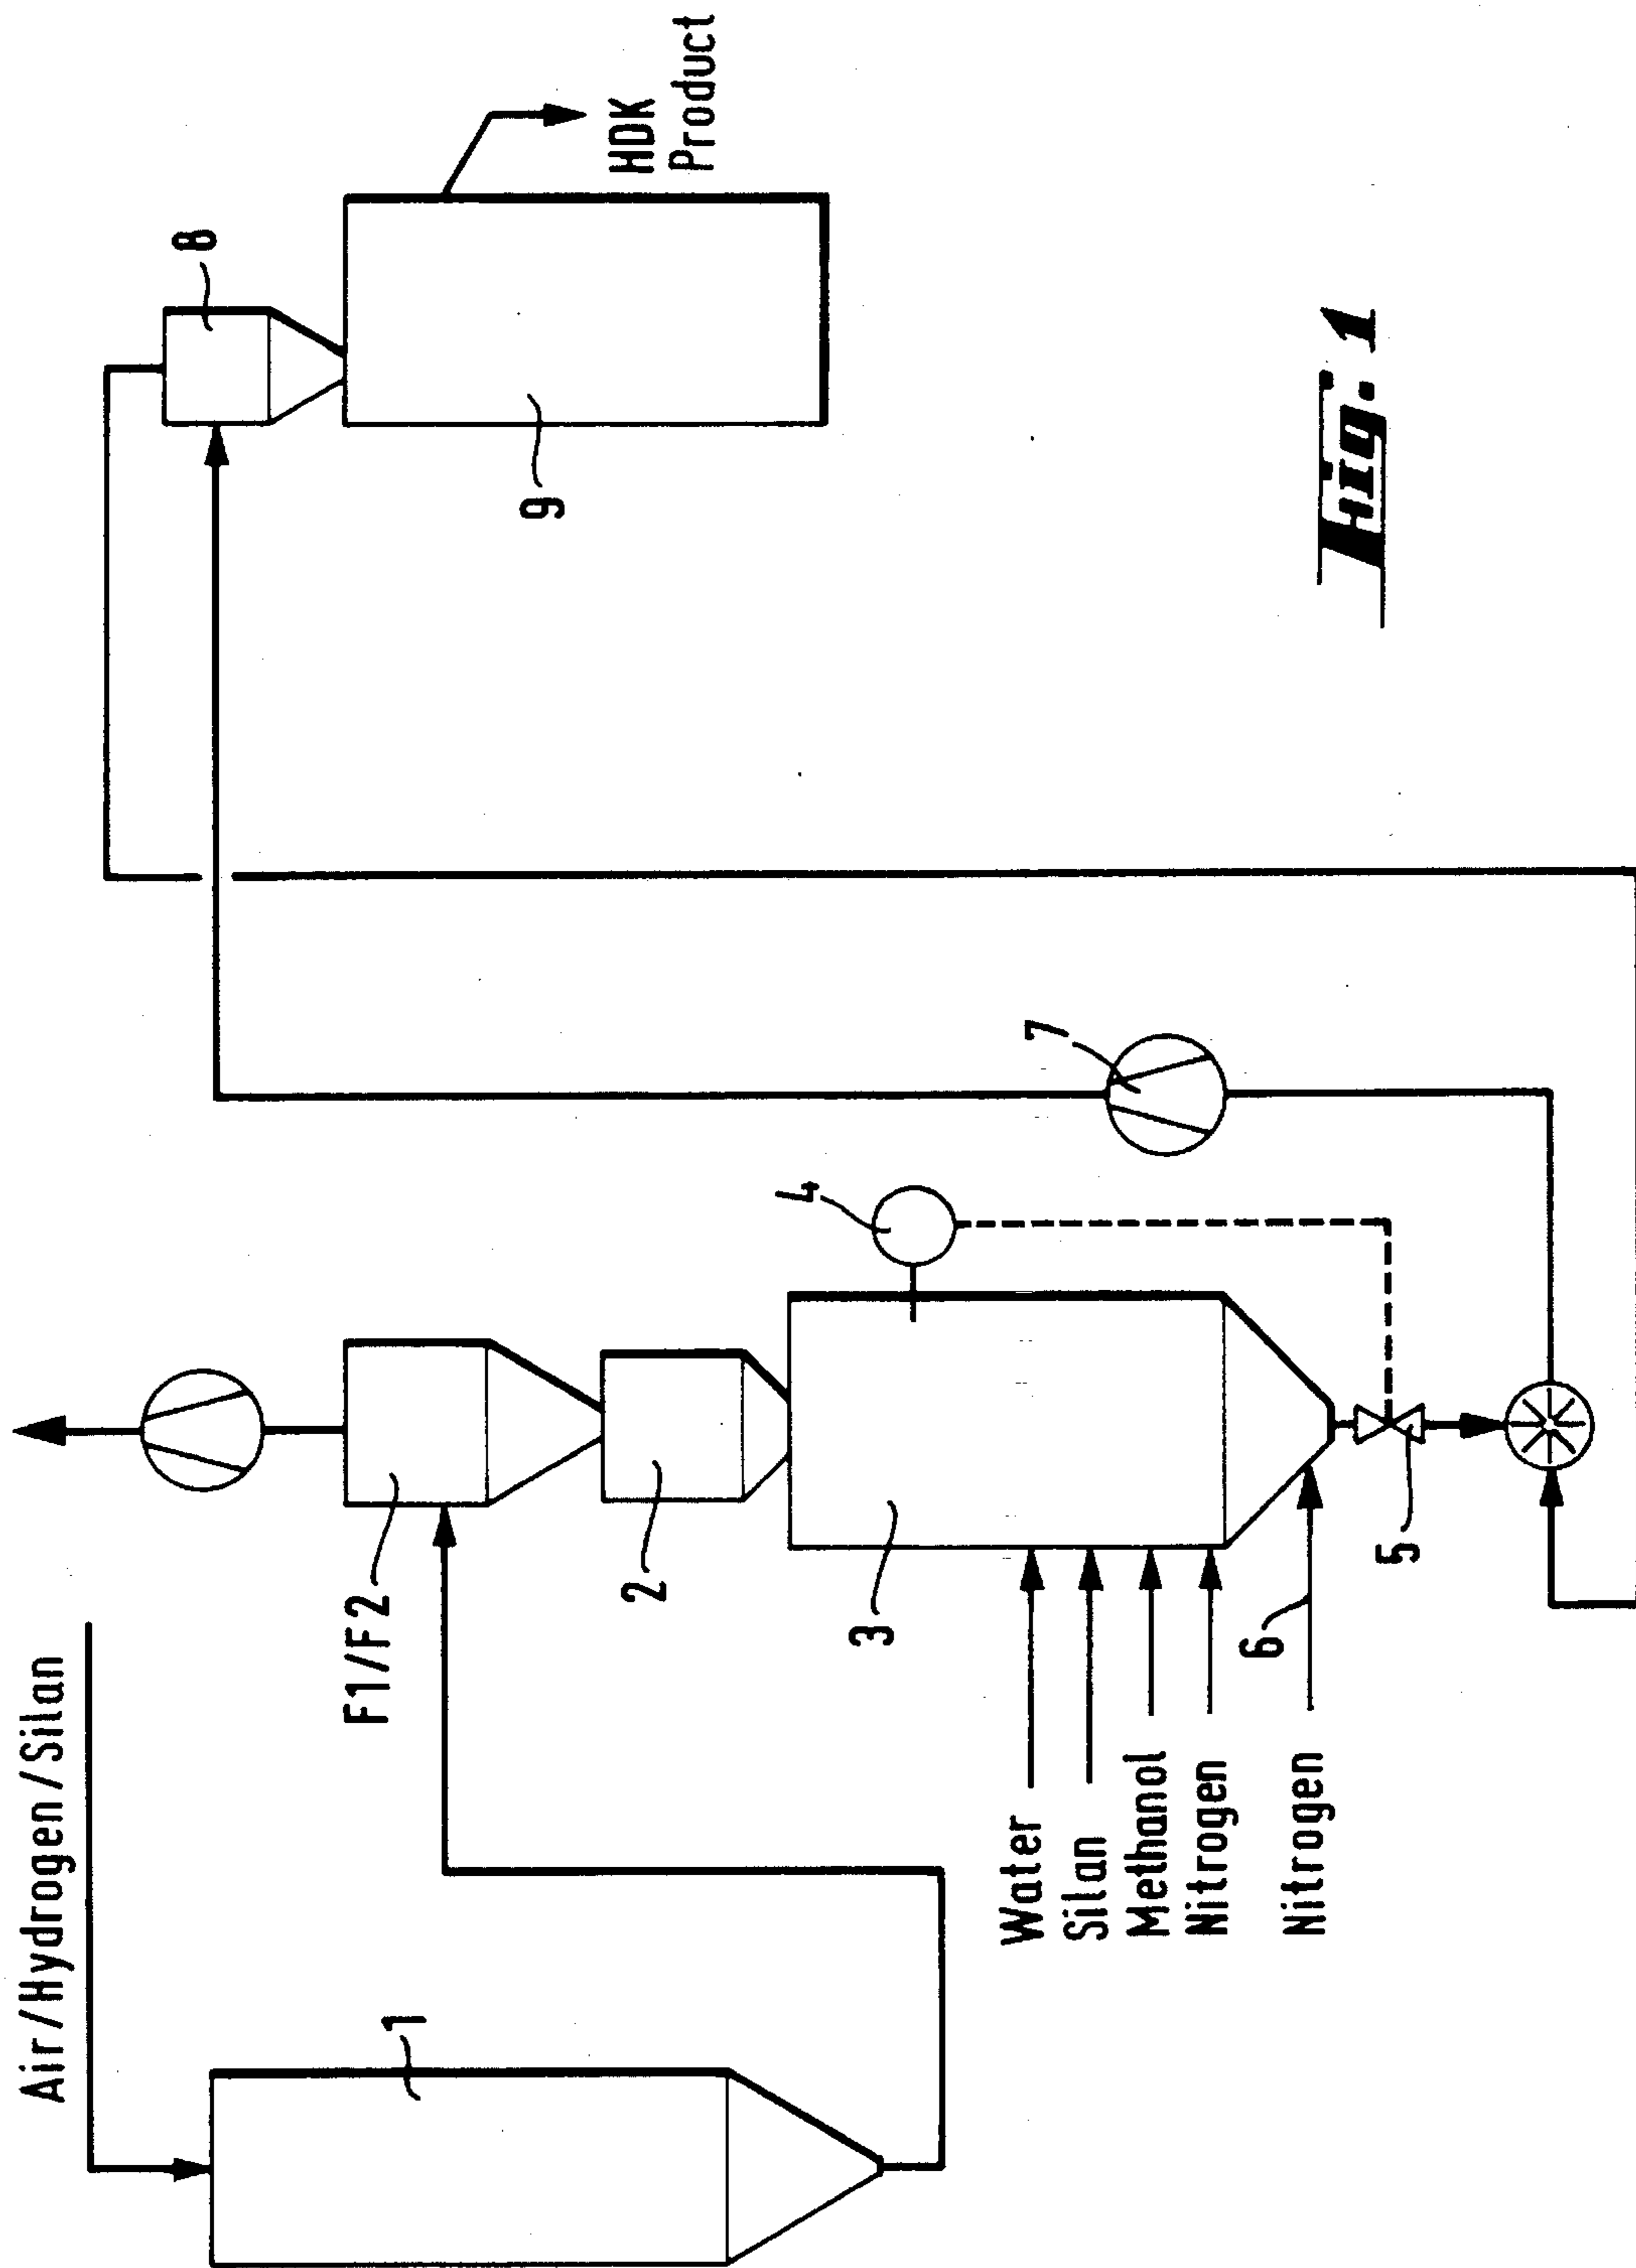 Air/Hydrogen/Silan
1
F1/F2
2
3
4
Water
Silan
Methanol
Nitrogen
6
Nitrogen
5
7
8
9
HDK
Product
Fig. 1